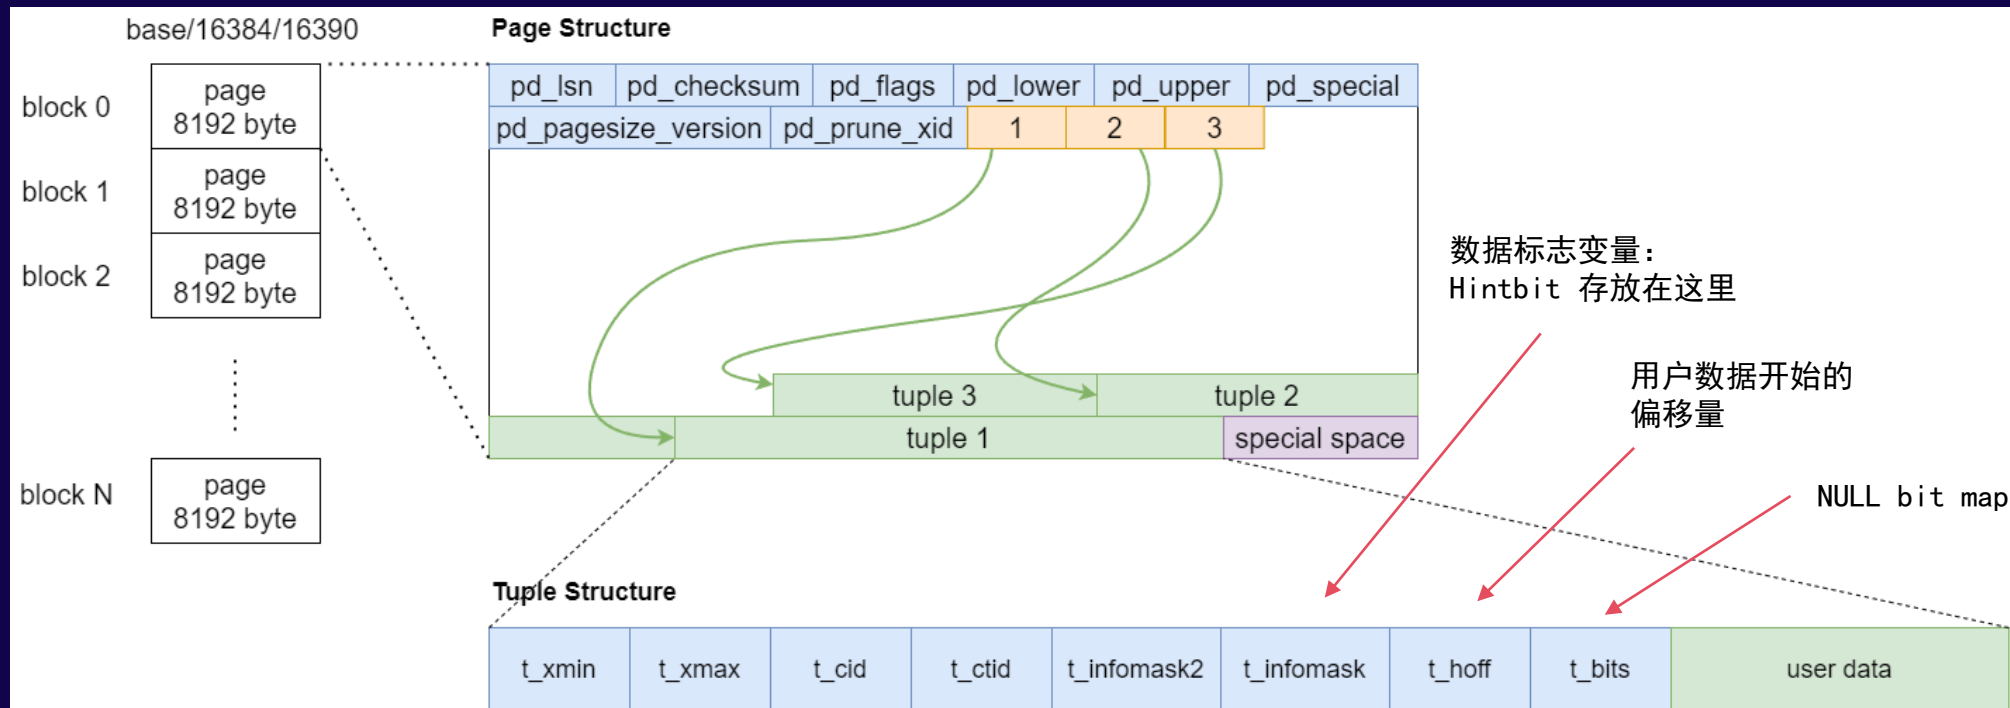 base/16384/16390
Page Structure
block 0
page
8192 byte
block 1
page
8192 byte
block 2
page
8192 byte
block N
page
8192 byte
pd_lsn
pd_checksum
pd_flags
pd_lower
pd_upper
pd_special
pd_pagesize_version
pd_prune_xid
1
2
3
tuple 3
tuple 2
tuple 1
special space
数据标志变量:
Hintbit 存放在这里
用户数据开始的
偏移量
NULL bit map
Tuple Structure
t_xmin
t_xmax
t_cid
t_ctid
t_infomask2
t_infomask
t_hoff
t_bits
user data